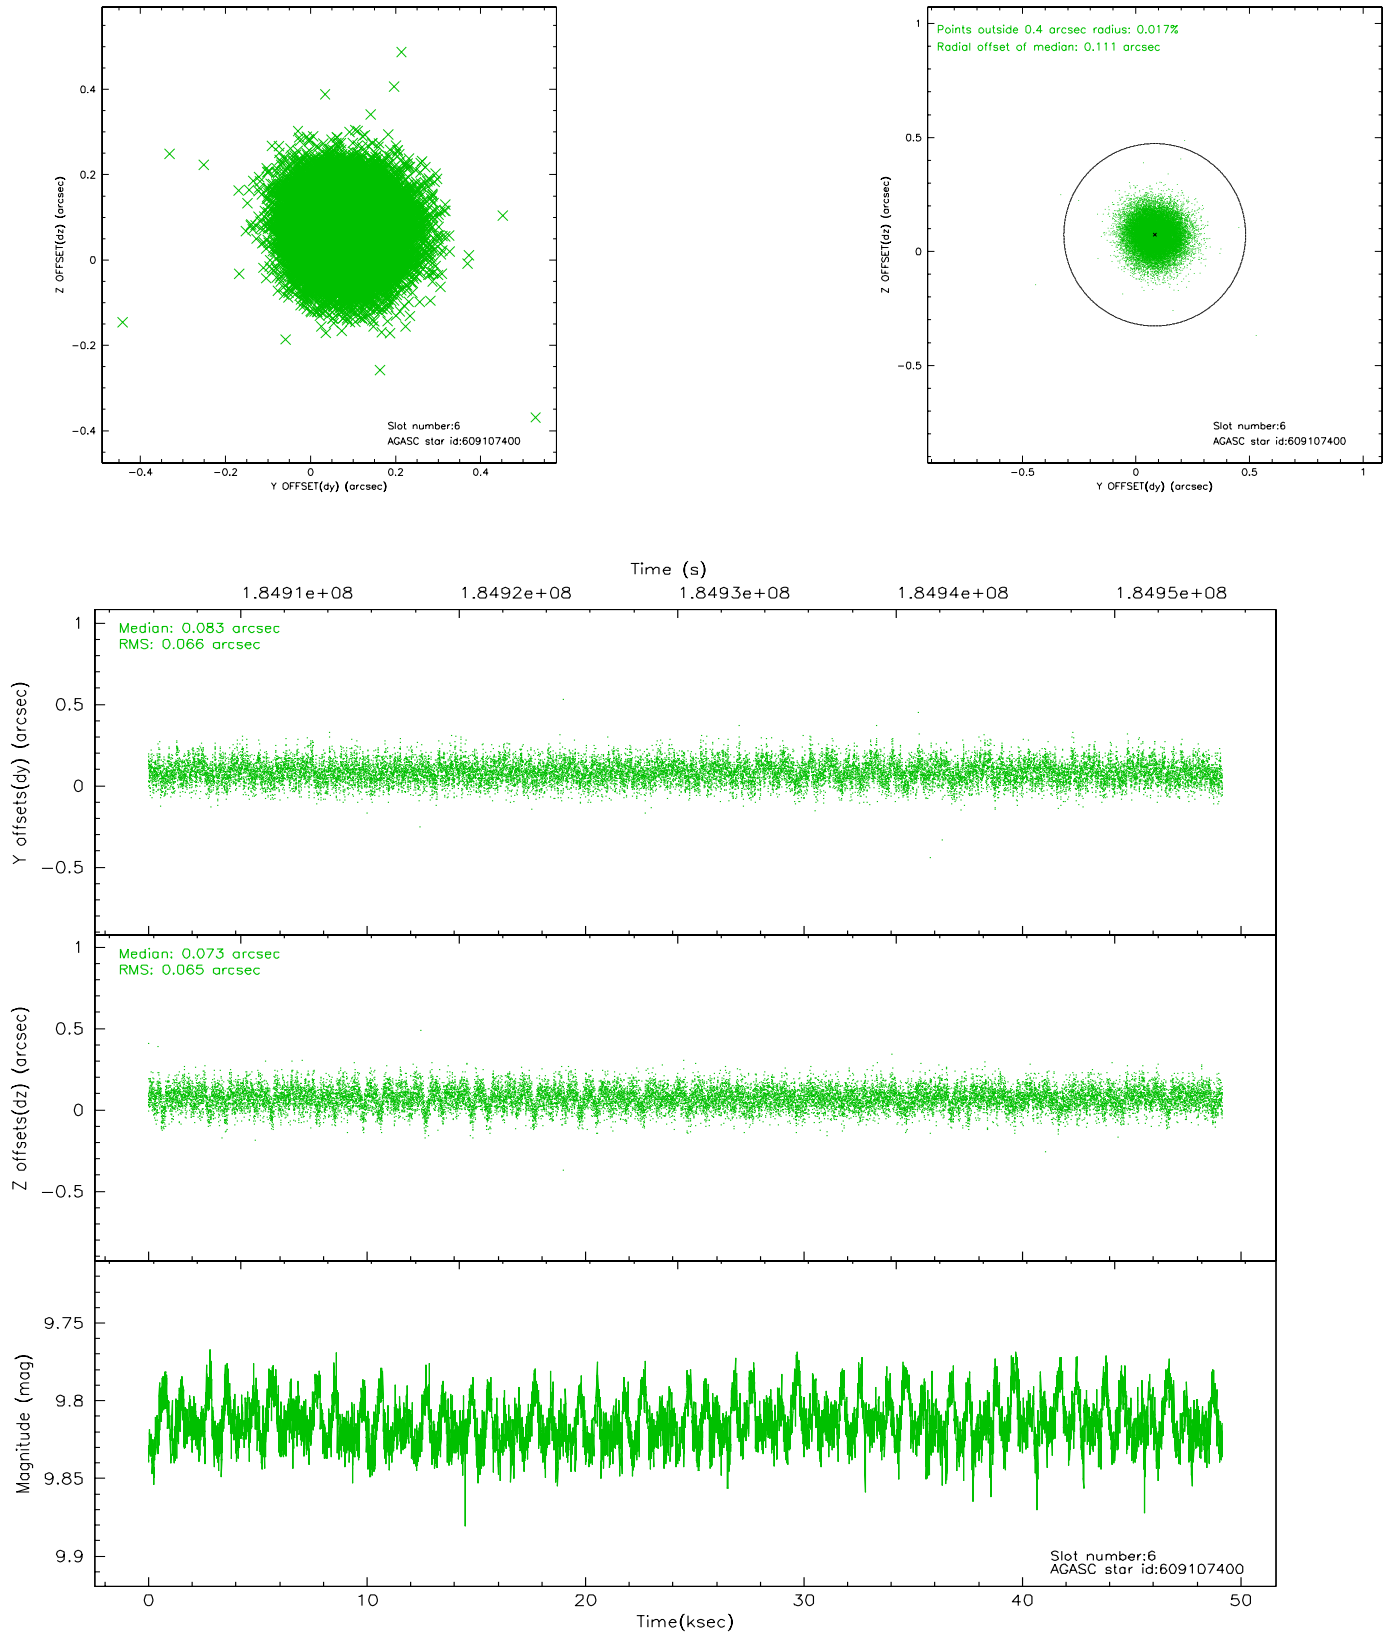 0.4
0.2
0
−0.2
−0.4
Z OFFSET(dz) (arcsec)
Slot number:6
AGASC star id:609107400
−0.4 −0.2 0 0.2 0.4
Y OFFSET(dy) (arcsec)
Points outside 0.4 arcsec radius: 0.017%
Radial offset of median: 0.111 arcsec
1
0.5
0
−0.5
Z OFFSET(dz) (arcsec)
Slot number:6
AGASC star id:609107400
−0.5 0 0.5 1
Y OFFSET(dy) (arcsec)
Time (s)
1.8491e+08 1.8492e+08 1.8493e+08 1.8494e+08 1.8495e+08
Median: 0.083 arcsec
RMS: 0.066 arcsec
1
0.5
0
−0.5
Y offsets(dy) (arcsec)
Median: 0.073 arcsec
RMS: 0.065 arcsec
1
0.5
0
−0.5
Z offsets(dz) (arcsec)
9.75
9.8
9.85
9.9
Magnitude (mag)
Slot number:6
AGASC star id:609107400
0 10 20 30 40 50
Time(ksec)